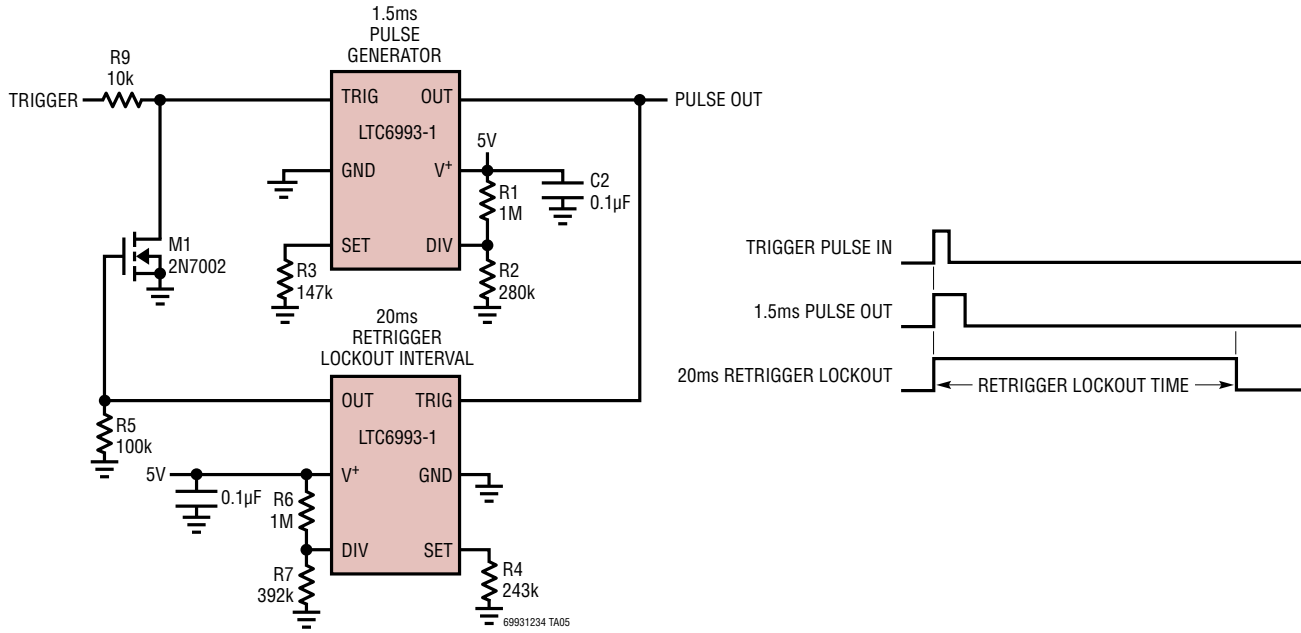 1.5ms
PULSE
GENERATOR
R9
10k
TRIGGER
TRIG
OUT
PULSE OUT
LTC6993-1
5V
GND
V+
R1
1M
C2
0.1µF
M1
2N7002
SET
DIV
R3
147k
R2
280k
20ms
RETRIGGER
LOCKOUT INTERVAL
OUT
TRIG
LTC6993-1
R5
100k
5V
V+
GND
0.1µF
R6
1M
DIV
SET
R7
392k
R4
243k
69931234 TA05
TRIGGER PULSE IN
1.5ms PULSE OUT
20ms RETRIGGER LOCKOUT
RETRIGGER LOCKOUT TIME